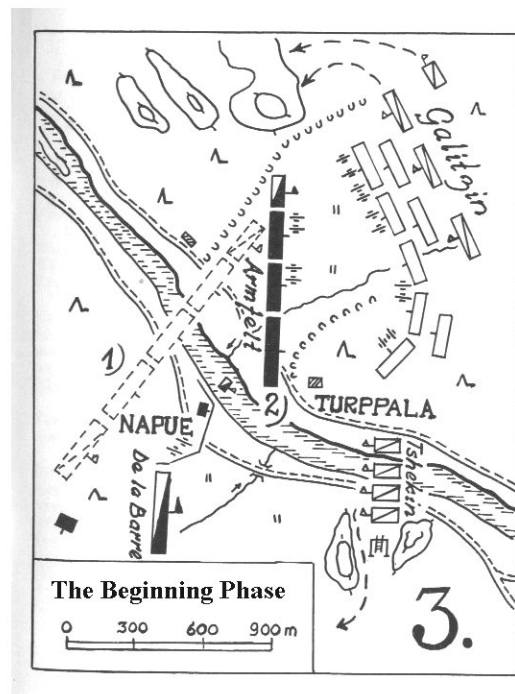 Galitzin
Armfelt
1)
2)
NAPUE
TURPPALA
De la Barre
Tshekin
The Beginning Phase
0 300 600 900 m
3.